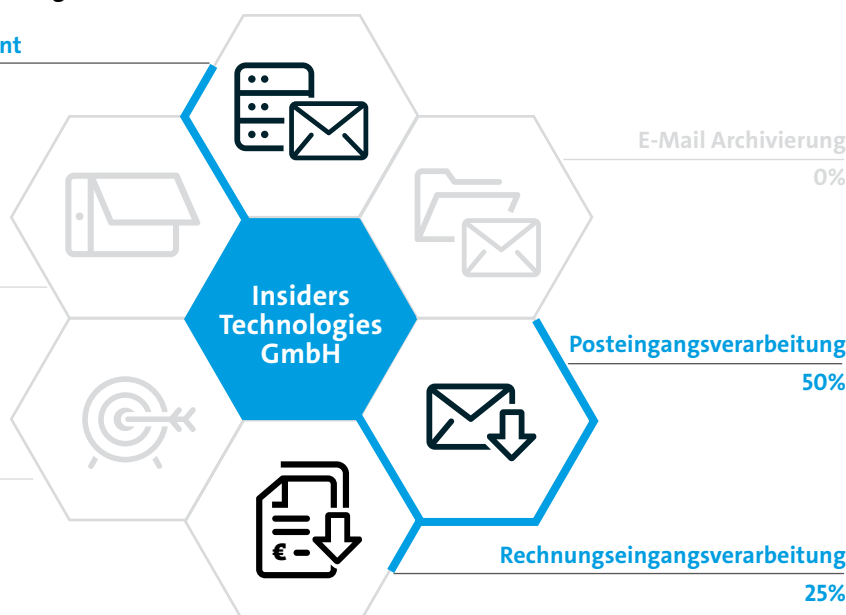 nt
E-Mail Archivierung
0%
Insiders
Technologies
GmbH
Posteingangsverarbeitung
50%
€
Rechnungseingangsverarbeitung
25%